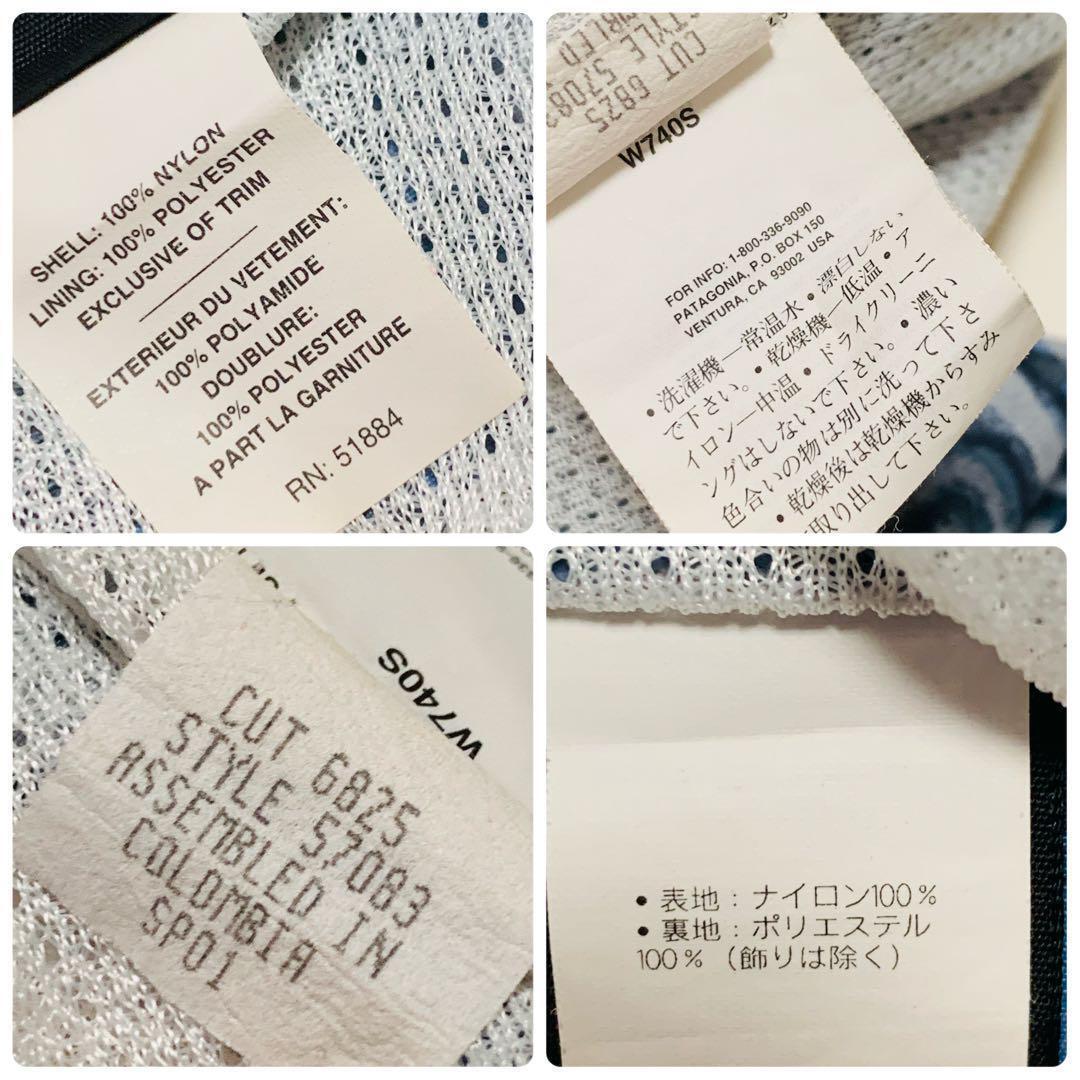 SHELL: 100% NYLON
LINING: 100% POLYESTER
EXCLUSIVE OF TRIM
EXTERIEUR DU VETEMENT:
100% POLYAMIDE
DOUBLURE:
100% POLYESTER
A PART LA GARNITURE
RN: 51884
CUT 6825
STYLE 57083
W740S
FOR INFO: 1-800-336-9090
PATAGONIA, P.O. BOX 150
VENTURA, CA 93002 USA
• 洗濯機―常温水・漂白しない
で下さい。・乾燥機―低温・ア
イロン―中温・ドライクリーニ
ングはしないで下さい。・濃い
色合いの物は別に洗って下さ
い。・乾燥後は乾燥機からすみ
取り出して下さい。
W740S
CUT 6825
STYLE 57083
ASSEMBLED IN
COLOMBIA
SP01
• 表地：ナイロン100%
• 裏地：ポリエステル
100%（飾りは除く）